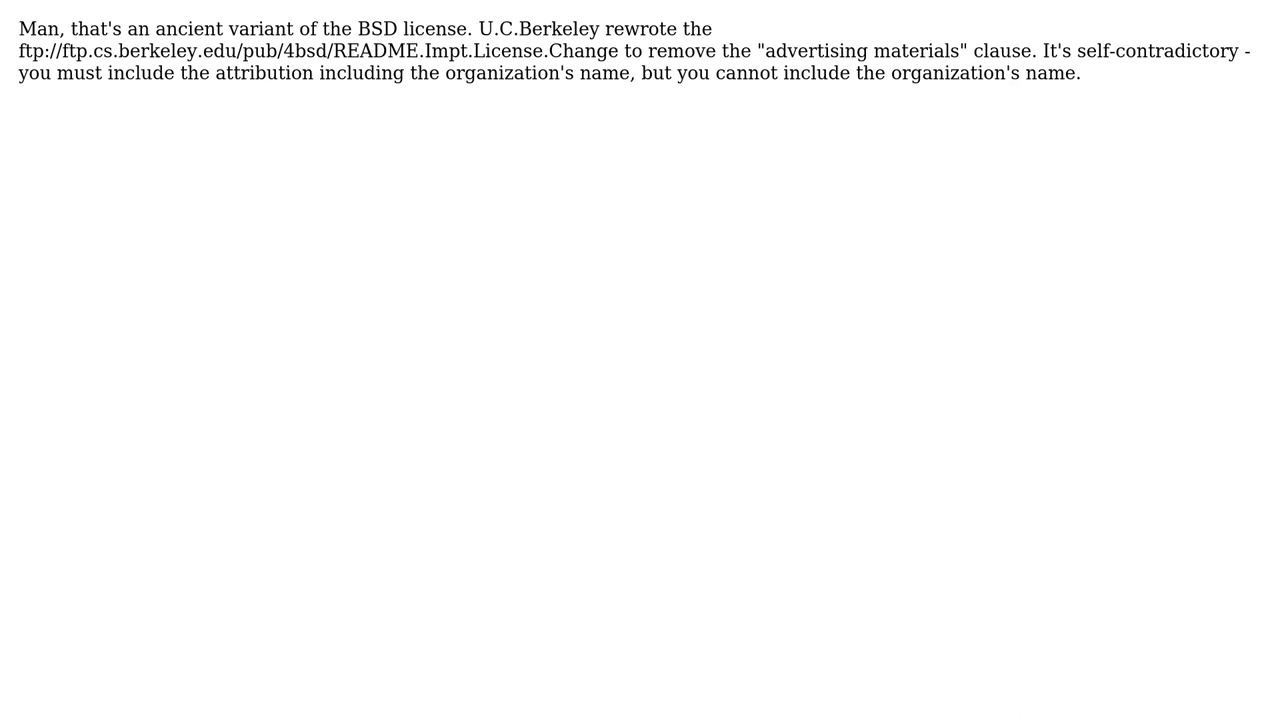 Man, that's an ancient variant of the BSD license. U.C.Berkeley rewrote the
ftp://ftp.cs.berkeley.edu/pub/4bsd/README.Impt.License.Change to remove the "advertising materials" clause. It's self-contradictory -
you must include the attribution including the organization's name, but you cannot include the organization's name.